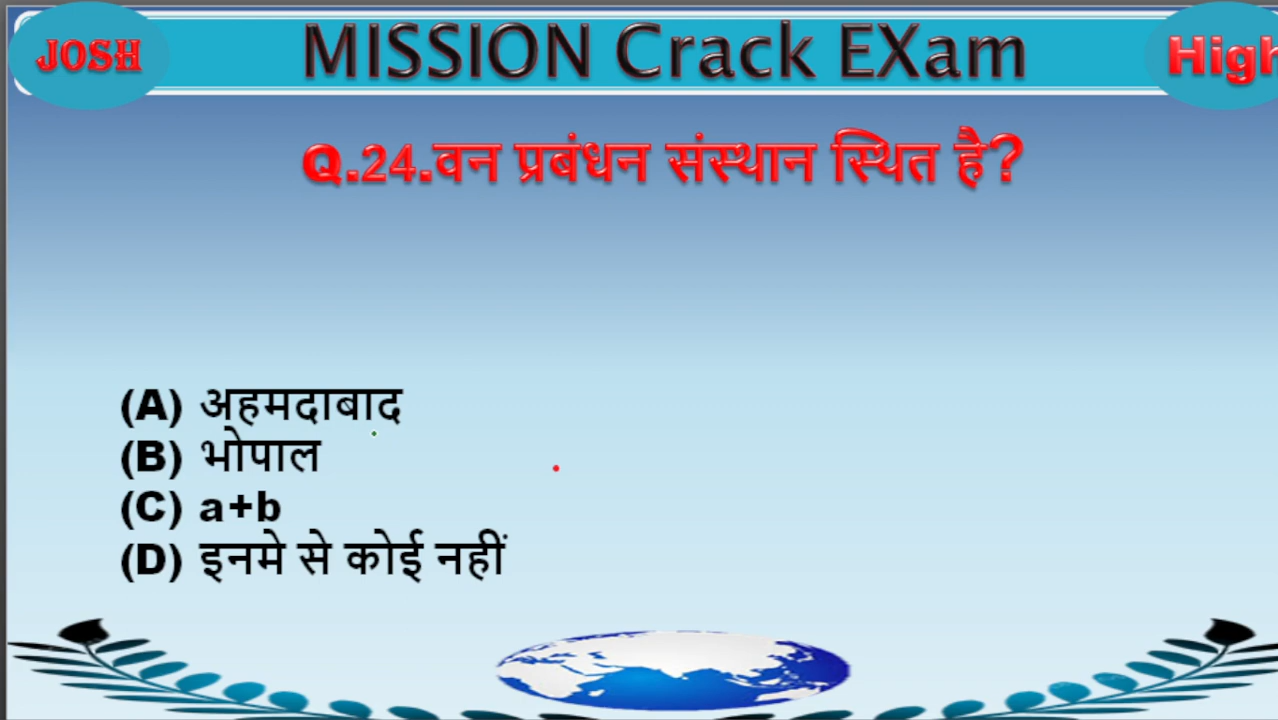 JOSH
MISSION Crack EXam
High
Q.24.वन प्रबंधन संस्थान स्थित है?
(A) अहमदाबाद
(B) भोपाल
(C) a+b
(D) इनमे से कोई नहीं